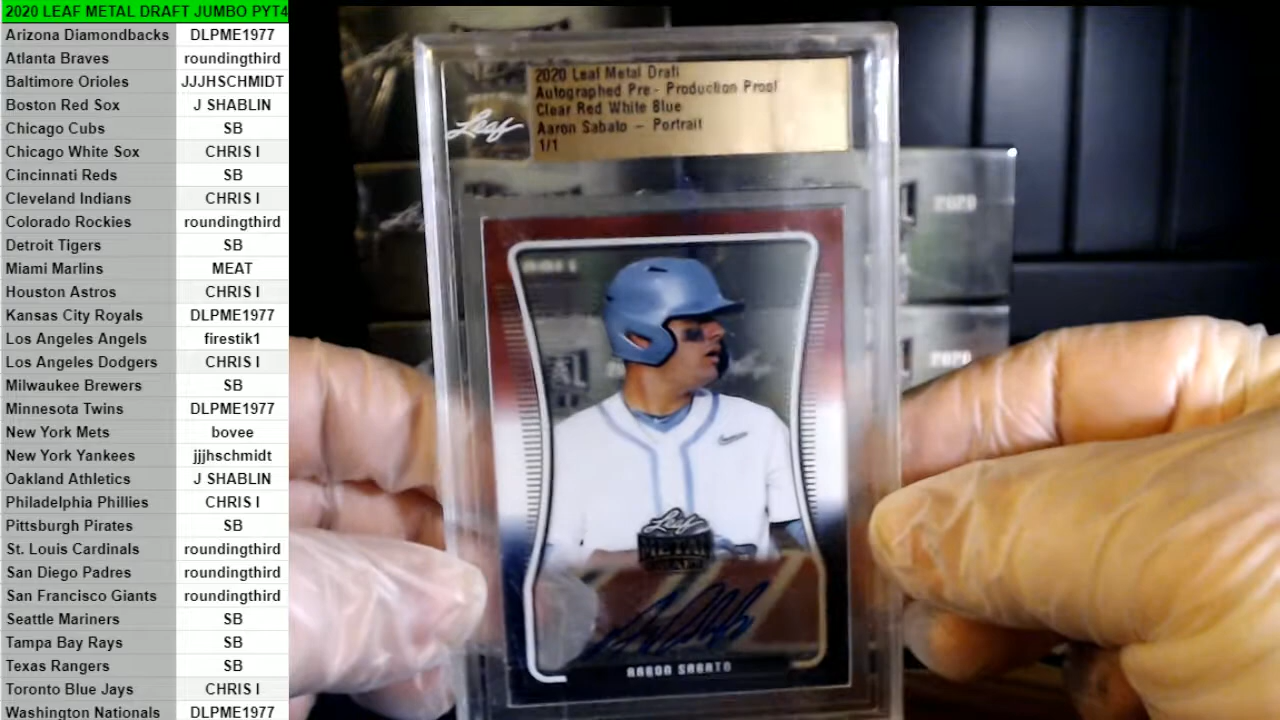 2020 LEAF METAL DRAFT JUMBO PYT4
Arizona Diamondbacks DLPME1977
Atlanta Braves roundingthird
Baltimore Orioles JJJHSCHMIDT
Boston Red Sox J SHABLIN
Chicago Cubs SB
Chicago White Sox CHRIS I
Cincinnati Reds SB
Cleveland Indians CHRIS I
Colorado Rockies roundingthird
Detroit Tigers SB
Miami Marlins MEAT
Houston Astros CHRIS I
Kansas City Royals DLPME1977
Los Angeles Angels firestik1
Los Angeles Dodgers CHRIS I
Milwaukee Brewers SB
Minnesota Twins DLPME1977
New York Mets bovee
New York Yankees jjjhschmidt
Oakland Athletics J SHABLIN
Philadelphia Phillies CHRIS I
Pittsburgh Pirates SB
St. Louis Cardinals roundingthird
San Diego Padres roundingthird
San Francisco Giants roundingthird
Seattle Mariners SB
Tampa Bay Rays SB
Texas Rangers SB
Toronto Blue Jays CHRIS I
Washington Nationals DLPME1977
2020 Leaf Metal Draft
Autographed Pre - Production Proof
Clear Red White Blue
Aaron Sabato - Portrait
1/1
Leaf
Leaf
METAL
AARON SABATO
2020
2020